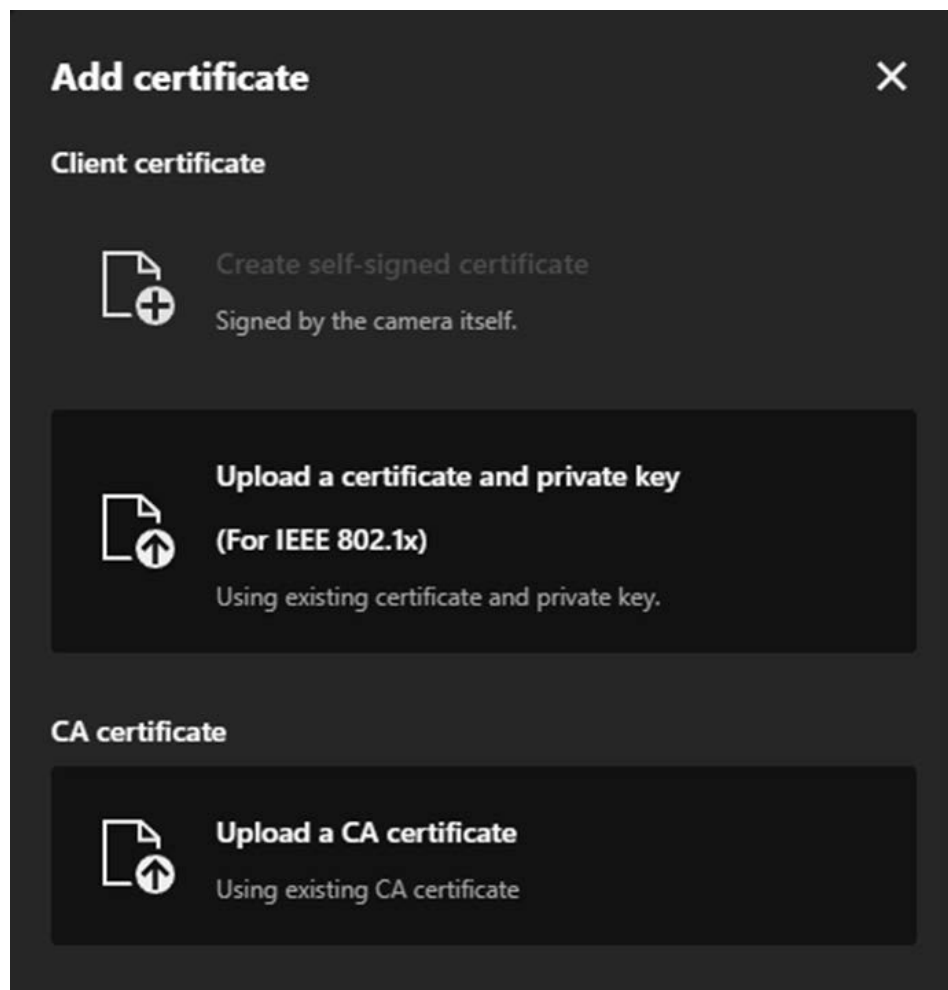 Add certificate
Client certificate
Create self-signed certificate
Signed by the camera itself.
Upload a certificate and private key
(For IEEE 802.1x)
Using existing certificate and private key.
CA certificate
Upload a CA certificate
Using existing CA certificate